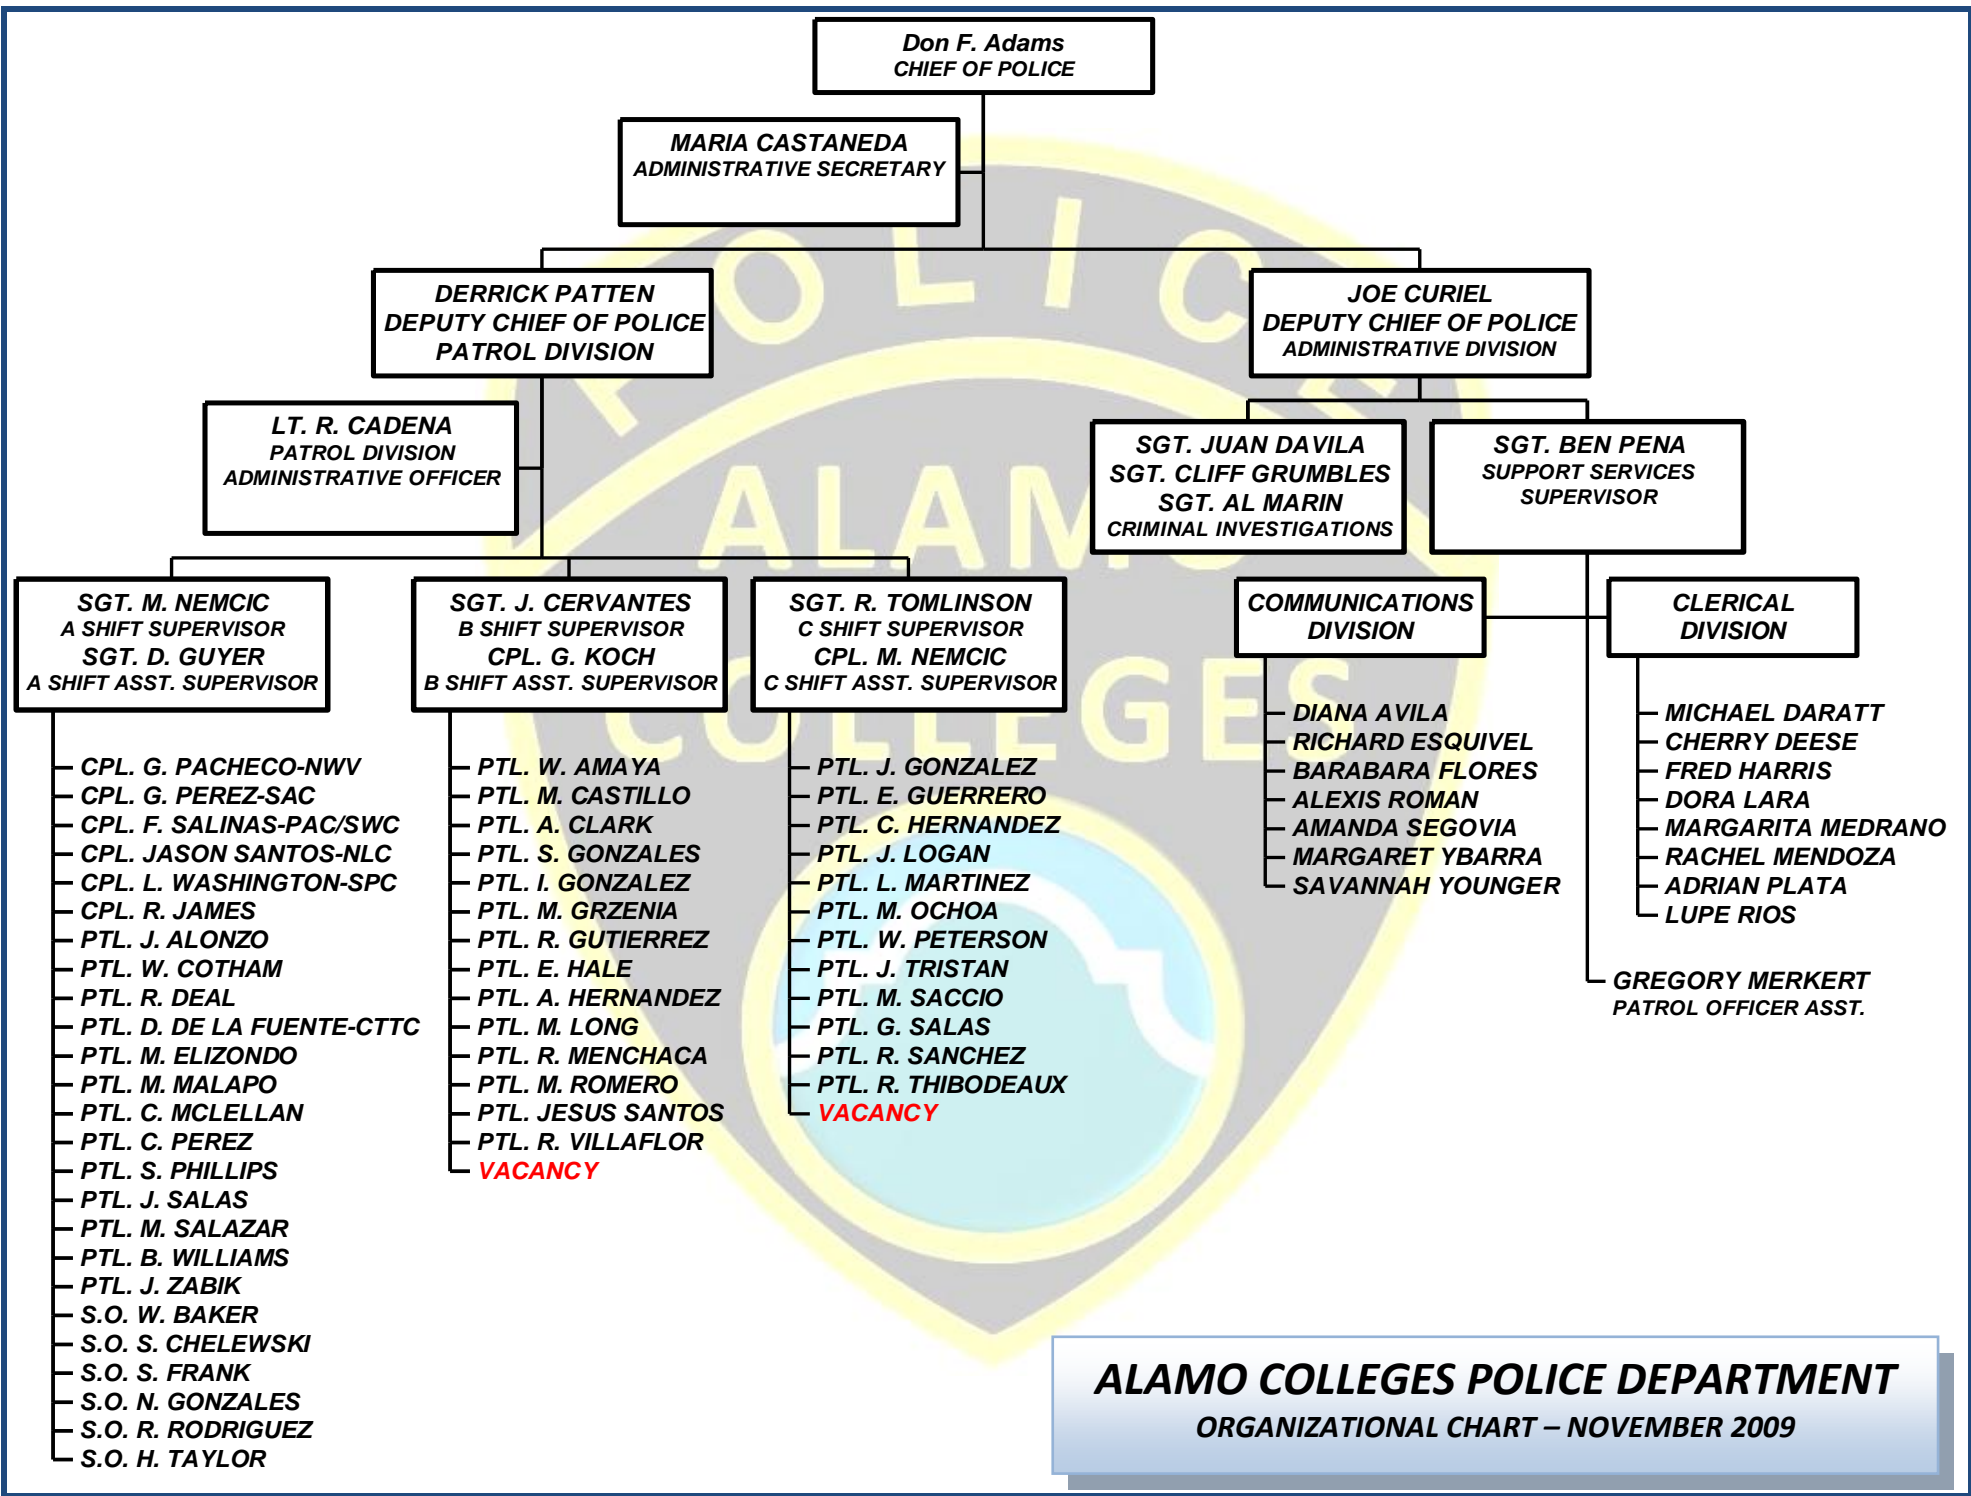 Don F. Adams
CHIEF OF POLICE
MARIA CASTANEDA
ADMINISTRATIVE SECRETARY
DERRICK PATTEN
DEPUTY CHIEF OF POLICE
PATROL DIVISION
JOE CURIEL
DEPUTY CHIEF OF POLICE
ADMINISTRATIVE DIVISION
LT. R. CADENA
PATROL DIVISION
ADMINISTRATIVE OFFICER
SGT. JUAN DAVILA
SGT. CLIFF GRUMBLES
SGT. AL MARIN
CRIMINAL INVESTIGATIONS
SGT. BEN PENA
SUPPORT SERVICES
SUPERVISOR
SGT. M. NEMCIC
A SHIFT SUPERVISOR
SGT. D. GUYER
A SHIFT ASST. SUPERVISOR
CPL. G. PACHECO-NWV
CPL. G. PEREZ-SAC
CPL. F. SALINAS-PAC/SWC
CPL. JASON SANTOS-NLC
CPL. L. WASHINGTON-SPC
CPL. R. JAMES
PTL. J. ALONZO
PTL. W. COTHAM
PTL. R. DEAL
PTL. D. DE LA FUENTE-CTTC
PTL. M. ELIZONDO
PTL. M. MALAPO
PTL. C. MCLELLAN
PTL. C. PEREZ
PTL. S. PHILLIPS
PTL. J. SALAS
PTL. M. SALAZAR
PTL. B. WILLIAMS
PTL. J. ZABIK
S.O. W. BAKER
S.O. S. CHELEWSKI
S.O. S. FRANK
S.O. N. GONZALES
S.O. R. RODRIGUEZ
S.O. H. TAYLOR
SGT. J. CERVANTES
B SHIFT SUPERVISOR
CPL. G. KOCH
B SHIFT ASST. SUPERVISOR
PTL. W. AMAYA
PTL. M. CASTILLO
PTL. A. CLARK
PTL. S. GONZALES
PTL. I. GONZALEZ
PTL. M. GRZENIA
PTL. R. GUTIERREZ
PTL. E. HALE
PTL. A. HERNANDEZ
PTL. M. LONG
PTL. R. MENCHACA
PTL. M. ROMERO
PTL. JESUS SANTOS
PTL. R. VILLAFLOR
VACANCY
SGT. R. TOMLINSON
C SHIFT SUPERVISOR
CPL. M. NEMCIC
C SHIFT ASST. SUPERVISOR
PTL. J. GONZALEZ
PTL. E. GUERRERO
PTL. C. HERNANDEZ
PTL. J. LOGAN
PTL. L. MARTINEZ
PTL. M. OCHOA
PTL. W. PETERSON
PTL. J. TRISTAN
PTL. M. SACCIO
PTL. G. SALAS
PTL. R. SANCHEZ
PTL. R. THIBODEAUX
VACANCY
COMMUNICATIONS
DIVISION
DIANA AVILA
RICHARD ESQUIVEL
BARABARA FLORES
ALEXIS ROMAN
AMANDA SEGOVIA
MARGARET YBARRA
SAVANNAH YOUNGER
CLERICAL
DIVISION
MICHAEL DARATT
CHERRY DEESE
FRED HARRIS
DORA LARA
MARGARITA MEDRANO
RACHEL MENDOZA
ADRIAN PLATA
LUPE RIOS
GREGORY MERKERT
PATROL OFFICER ASST.
POLICE
ALAMO
COLLEGES
ALAMO COLLEGES POLICE DEPARTMENT
ORGANIZATIONAL CHART – NOVEMBER 2009